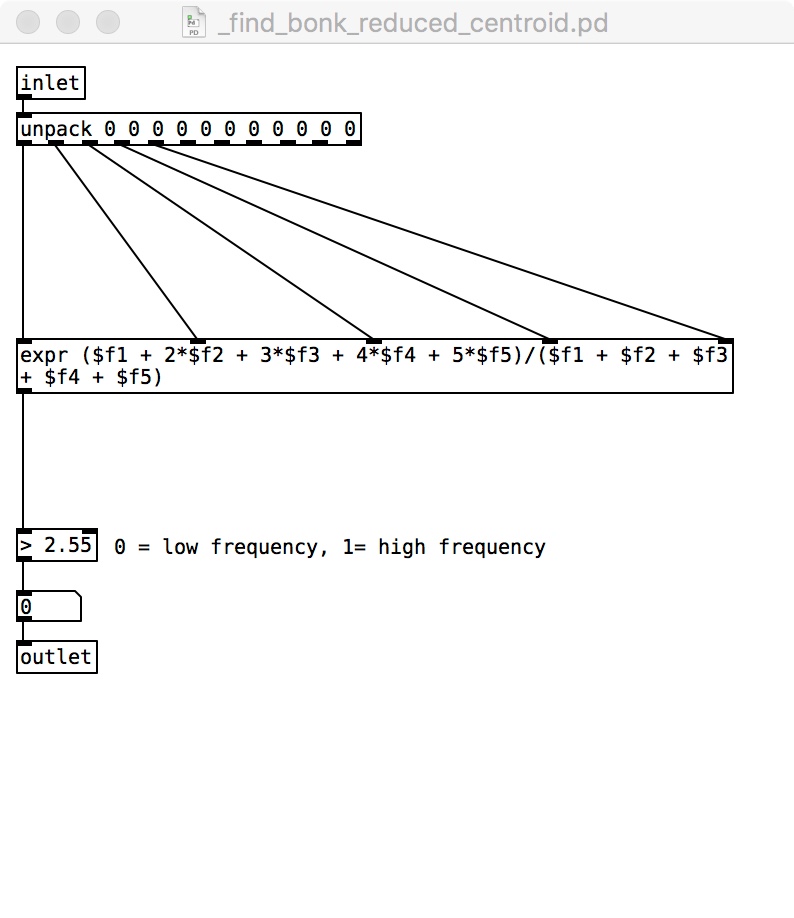 _find_bonk_reduced_centroid.pd
inlet
unpack 0 0 0 0 0 0 0 0 0 0 0
expr ($f1 + 2*$f2 + 3*$f3 + 4*$f4 + 5*$f5)/($f1 + $f2 + $f3
+ $f4 + $f5)
> 2.55 0 = low frequency, 1= high frequency
0
outlet